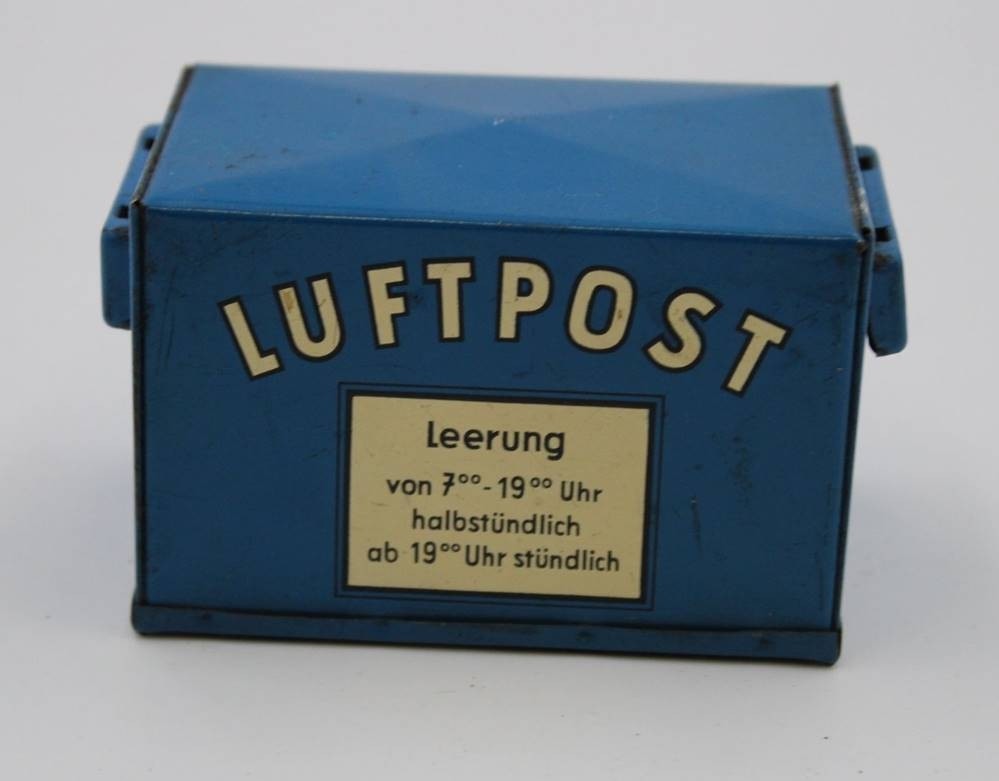 LUFTPOST
Leerung
von 7⁰⁰-19⁰⁰ Uhr
halbstündlich
ab 19⁰⁰ Uhr stündlich